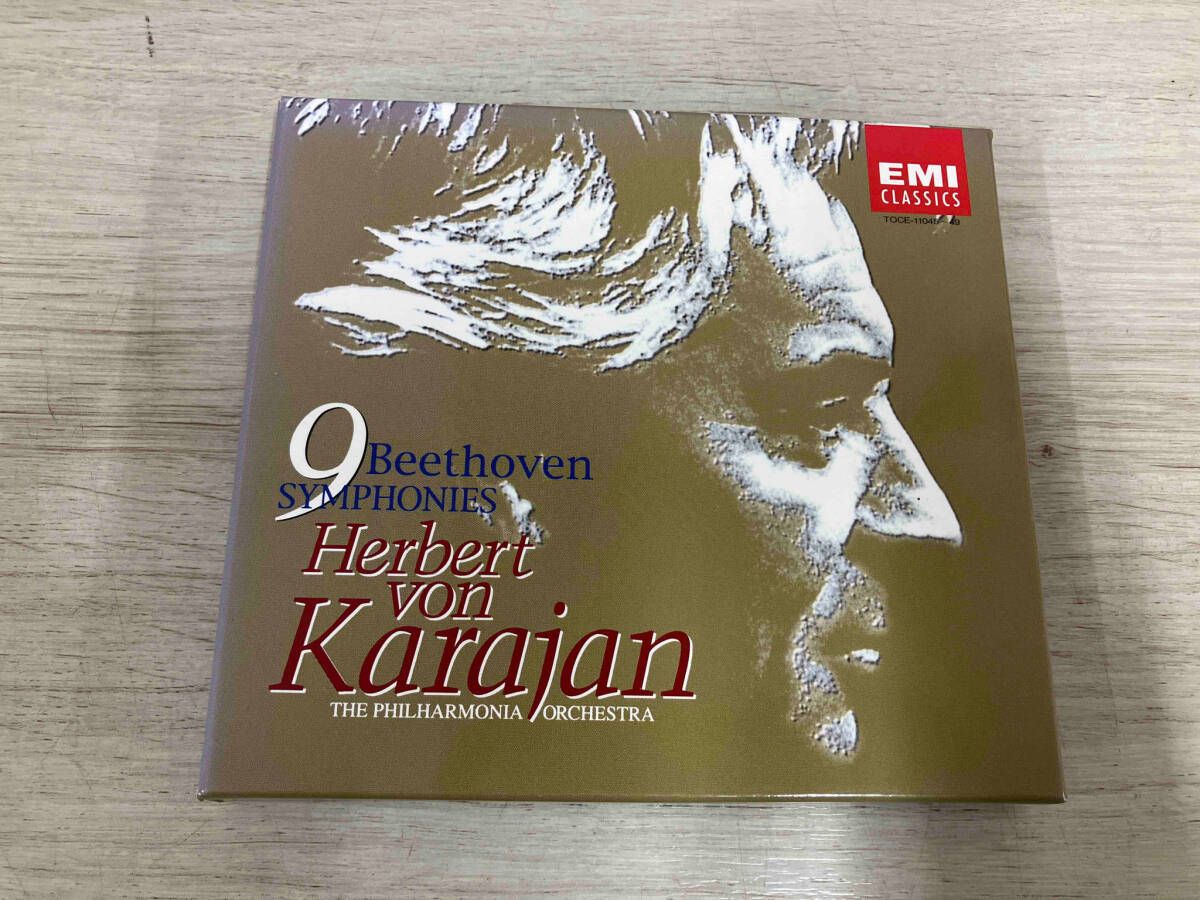 EMI
CLASSICS
9 Beethoven
SYMPHONIES
Herbert
von
Karajan
THE PHILHARMONIA ORCHESTRA